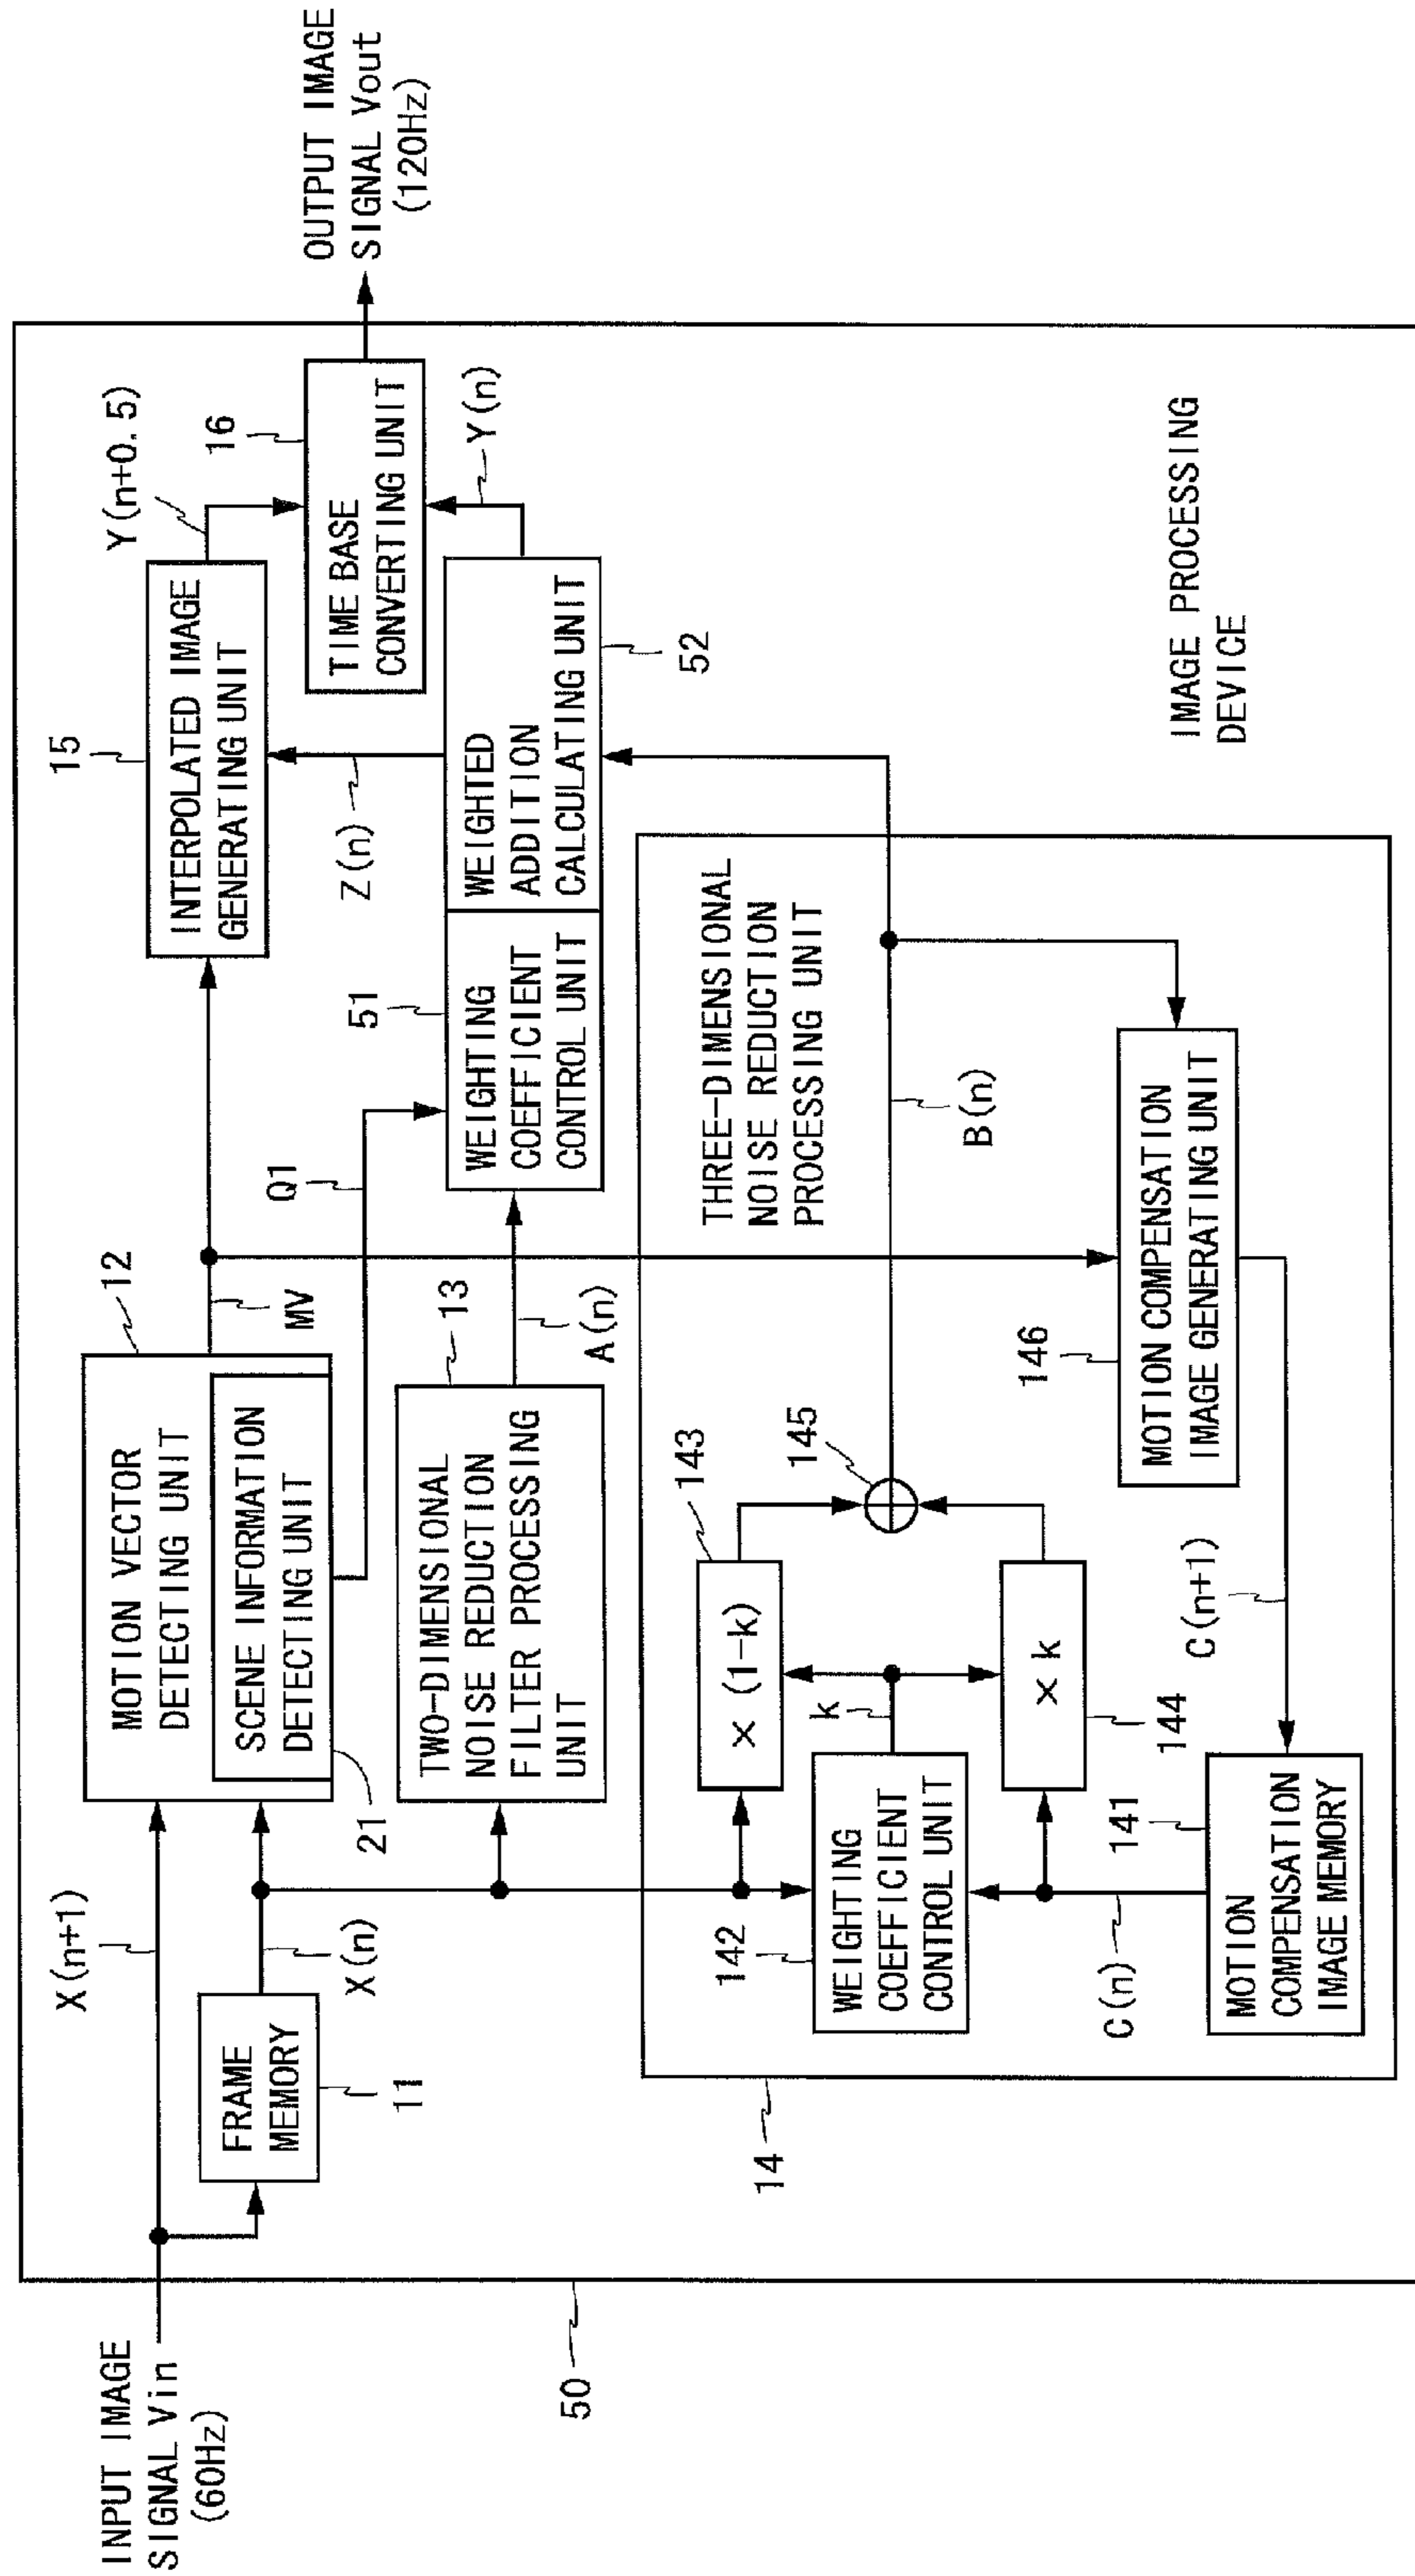 INPUT IMAGE
SIGNAL Vin
(60Hz)
50
X(n+1)
FRAME
MEMORY
11
X(n)
MOTION VECTOR
DETECTING UNIT
12
SCENE INFORMATION
DETECTING UNIT
21
MV
Q1
TWO-DIMENSIONAL
NOISE REDUCTION
FILTER PROCESSING
UNIT
13
A(n)
15
INTERPOLATED IMAGE
GENERATING UNIT
Y(n+0.5)
16
TIME BASE
CONVERTING UNIT
OUTPUT IMAGE
SIGNAL Vout
(120Hz)
Z(n)
Y(n)
51
WEIGHTING
COEFFICIENT
CONTROL UNIT
WEIGHTED
ADDITION
CALCULATING UNIT
52
14
THREE-DIMENSIONAL
NOISE REDUCTION
PROCESSING UNIT
142
WEIGHTING
COEFFICIENT
CONTROL UNIT
k
143
× (1-k)
× k
144
145
B(n)
C(n)
141
MOTION
COMPENSATION
IMAGE MEMORY
C(n+1)
146
MOTION COMPENSATION
IMAGE GENERATING UNIT
IMAGE PROCESSING
DEVICE